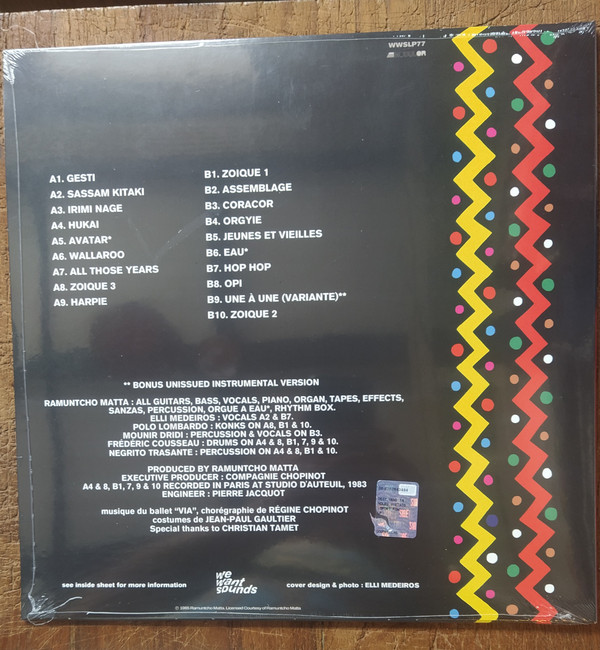 WWSLP77
A1. GESTI
A2. SASSAM KITAKI
A3. IRIMI NAGE
A4. HUKAI
A5. AVATAR*
A6. WALLAROO
A7. ALL THOSE YEARS
A8. ZOIQUE 3
A9. HARPIE
B1. ZOIQUE 1
B2. ASSEMBLAGE
B3. CORACOR
B4. ORGYIE
B5. JEUNES ET VIEILLES
B6. EAU*
B7. HOP HOP
B8. OPI
B9. UNE À UNE (VARIANTE)**
B10. ZOIQUE 2
** BONUS UNISSUED INSTRUMENTAL VERSION
RAMUNTCHO MATTA : ALL GUITARS, BASS, VOCALS, PIANO, ORGAN, TAPES, EFFECTS,
SANZAS, PERCUSSION, ORGUE A EAU*, RHYTHM BOX.
ELLI MEDEIROS : VOCALS A2 & B7.
POLO LOMBARDO : KONKS ON A8, B1 & 10.
MOUNIR DRIDI : PERCUSSION & VOCALS ON B3.
FRÉDÉRIC COUSSEAU : DRUMS ON A4 & 8, B1, 7, 9 & 10.
NEGRITO TRASANTE : PERCUSSION ON A4 & 8, B1 & 10.
PRODUCED BY RAMUNTCHO MATTA
EXECUTIVE PRODUCER : COMPAGNIE CHOPINOT
A4 & 8, B1, 7, 9 & 10 RECORDED IN PARIS AT STUDIO D'AUTEUIL, 1983
ENGINEER : PIERRE JACQUOT
musique du ballet "VIA", chorégraphie de RÉGINE CHOPINOT
costumes de JEAN-PAUL GAULTIER
Special thanks to CHRISTIAN TAMET
see inside sheet for more information
we
want
sounds
cover design & photo : ELLI MEDEIROS
℗ 1985 Ramuntcho Matta. Licensed Courtesy of Ramuntcho Matta